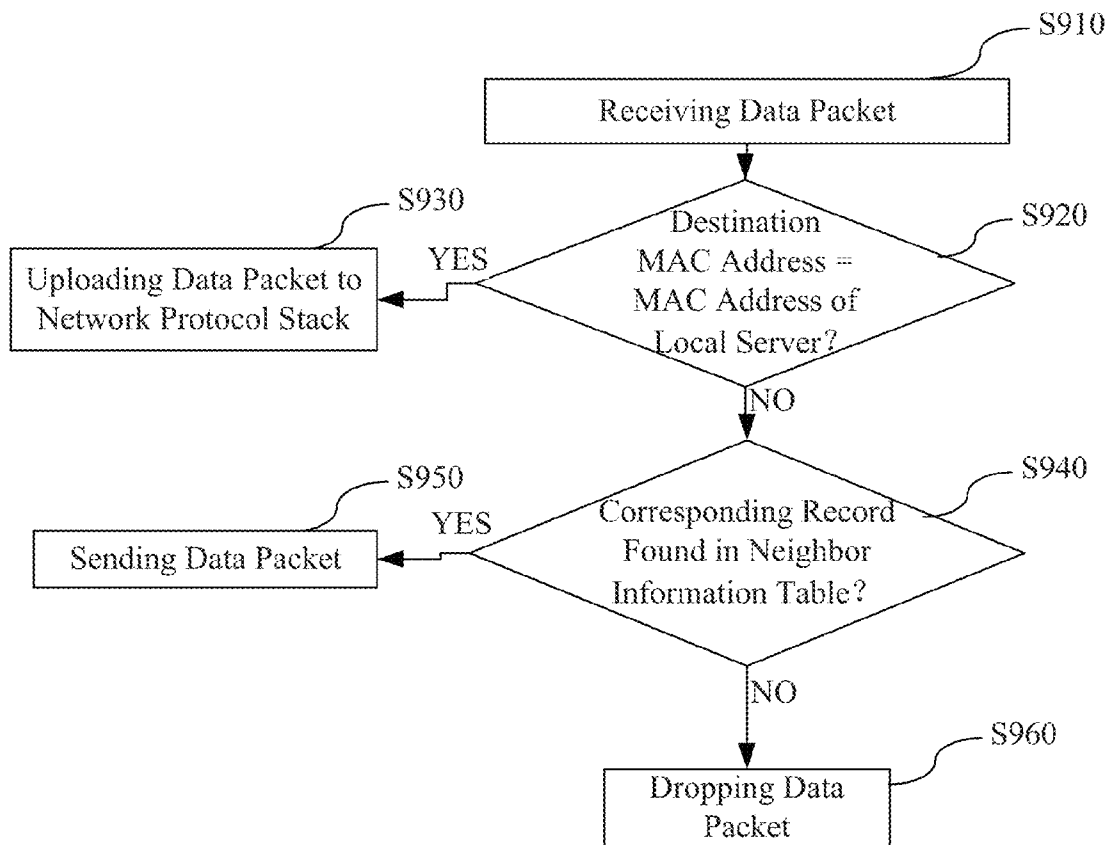 S910
Receiving Data Packet
S930
S920
Destination
MAC Address =
MAC Address of
Local Server?
YES
Uploading Data Packet to
Network Protocol Stack
NO
S950
S940
YES
Corresponding Record
Found in Neighbor
Information Table?
Sending Data Packet
NO
S960
Dropping Data
Packet